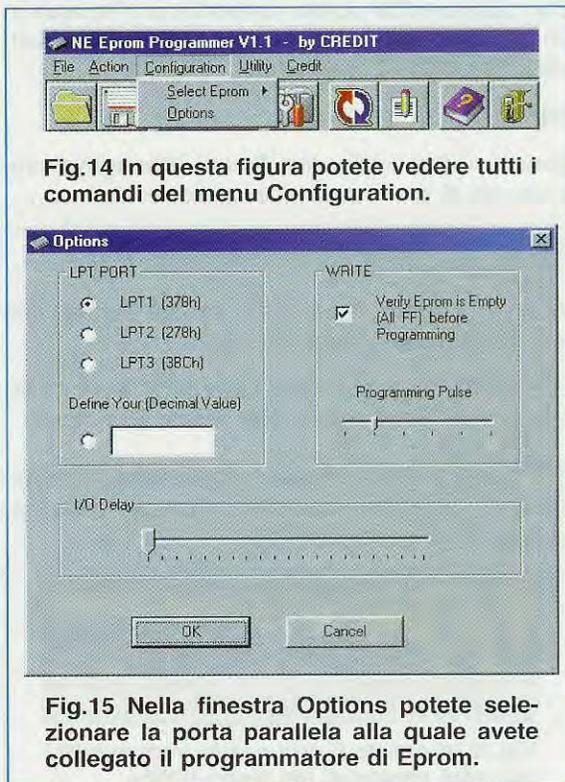 NE Eprom Programmer V1.1 - by CREDIT
File Action Configuration Utility Credit
Select Eprom
Options
Fig.14 In questa figura potete vedere tutti i
comandi del menu Configuration.
Options
LPT PORT
LPT1 (378h)
LPT2 (278h)
LPT3 (3BCh)
Define Your (Decimal Value)
WRITE
Verify Eprom is Empty
(All FF) before
Programming
Programming Pulse
I/O Delay
OK
Cancel
Fig.15 Nella finestra Options potete sele-
zionare la porta parallela alla quale avete
collegato il programmatore di Eprom.